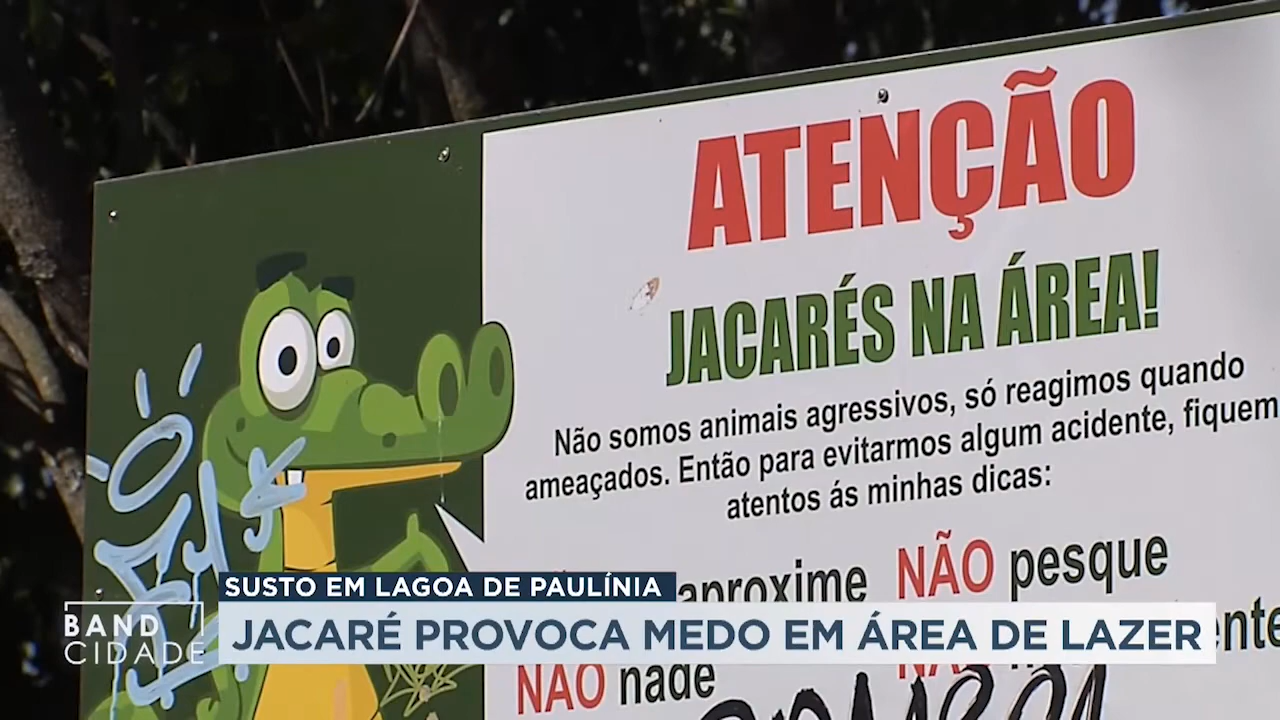 ATENÇÃO
JACARÉS NA ÁREA!
Não somos animais agressivos, só reagimos quando
ameaçados. Então para evitarmos algum acidente, fiquem
atentos ás minhas dicas:
aproxime NÃO pesque
NÃO nade
SUSTO EM LAGOA DE PAULÍNIA
JACARÉ PROVOCA MEDO EM ÁREA DE LAZER
BAND
CIDADE